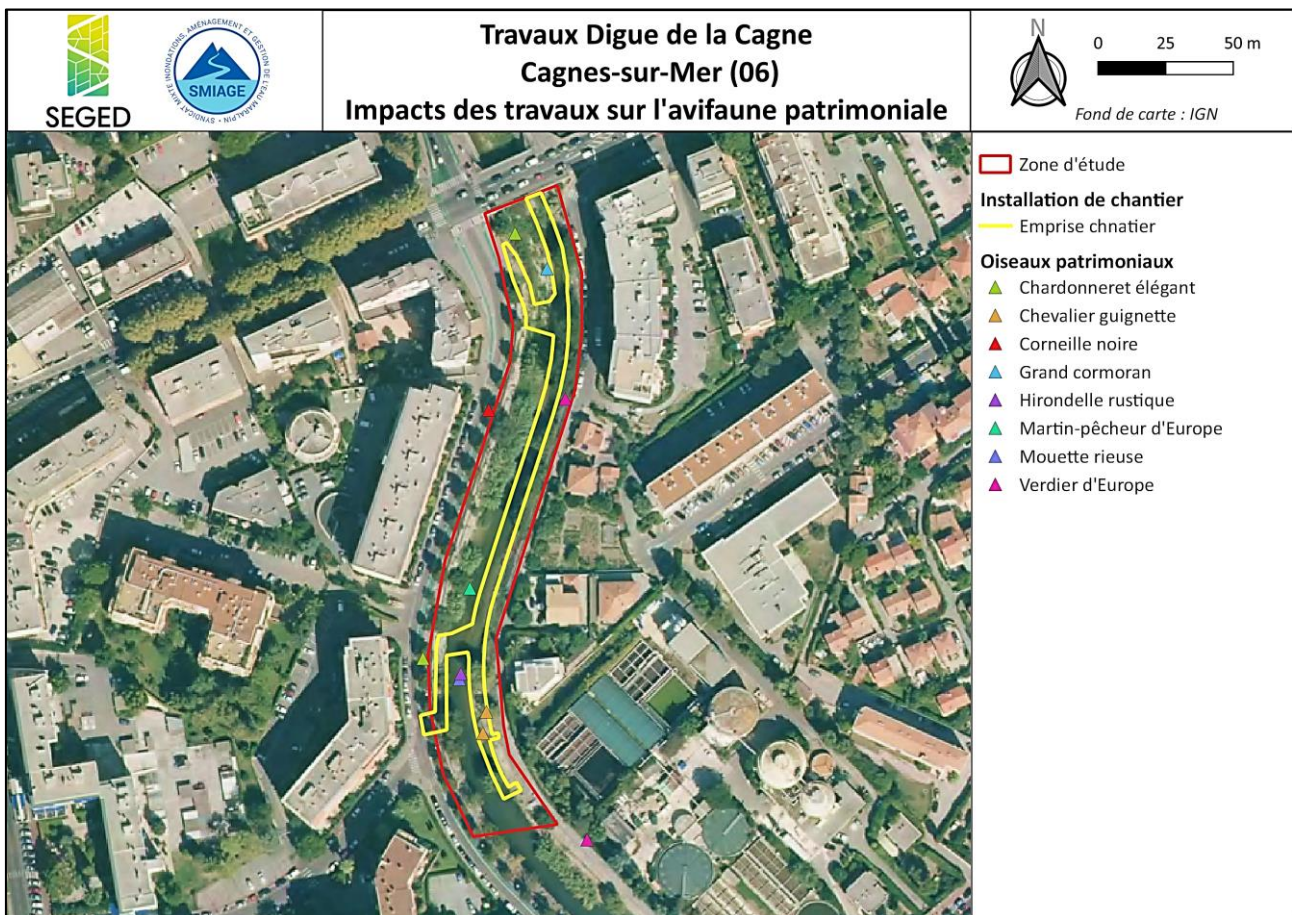 SEGED
SYNDICAT MIXTE INONDATIONS, AMÉNAGEMENT ET GESTION DE L'EAU MARALPIN
SMIAGE
Travaux Digue de la Cagne
Cagnes-sur-Mer (06)
Impacts des travaux sur l'avifaune patrimoniale
N
0 25 50 m
Fond de carte : IGN
Zone d'étude
Installation de chantier
Emprise chnatier
Oiseaux patrimoniaux
Chardonneret élégant
Chevalier guignette
Corneille noire
Grand cormoran
Hirondelle rustique
Martin-pêcheur d'Europe
Mouette rieuse
Verdier d'Europe